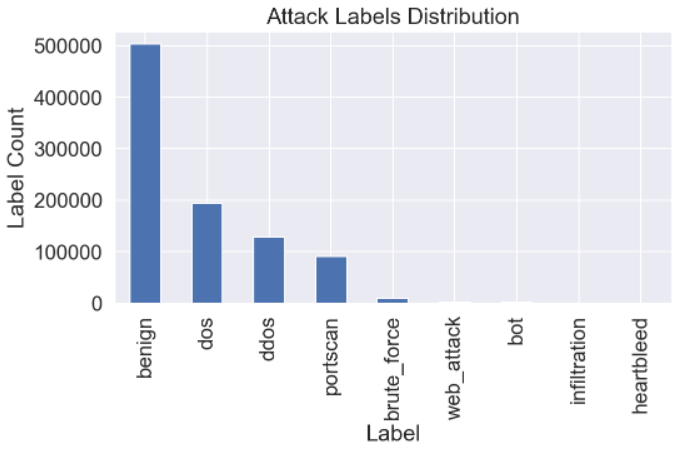 Attack Labels Distribution
Label Count
500000
400000
300000
200000
100000
0
benign
dos
ddos
portscan
brute_force
web_attack
bot
infiltration
heartbleed
Label